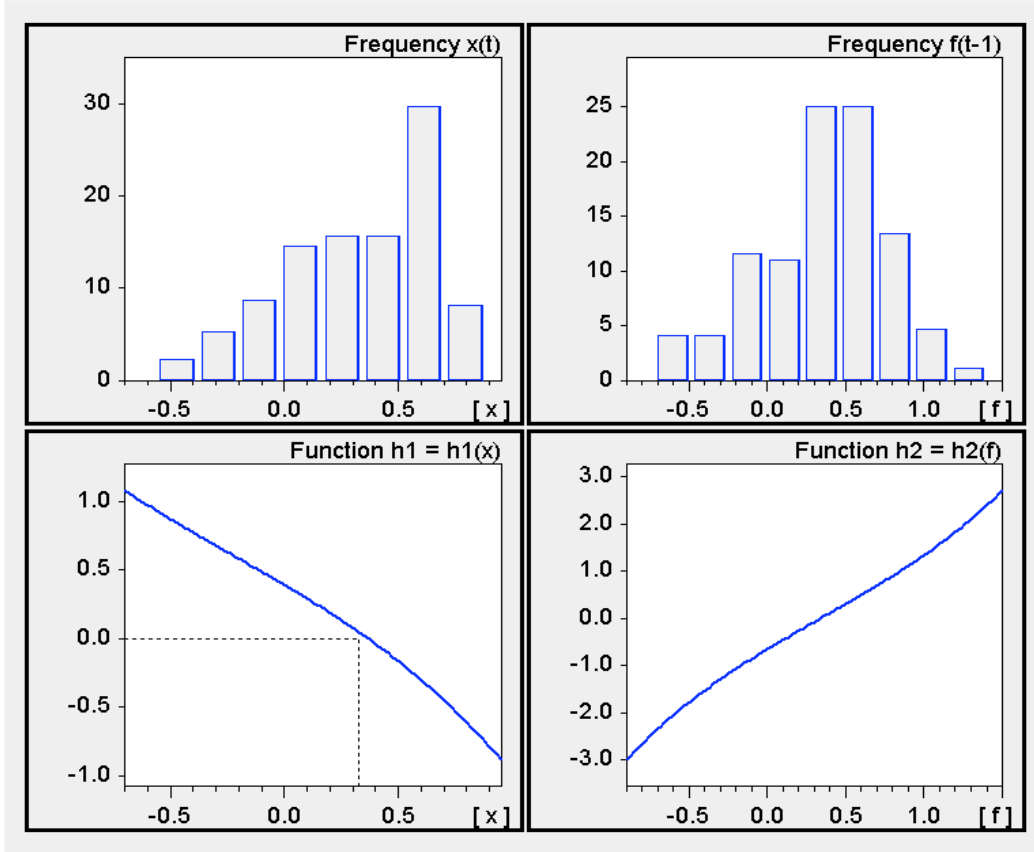 Frequency x(t)
30
20
10
0
-0.5 0.0 0.5 [ x ]
Frequency f(t-1)
25
20
15
10
5
0
-0.5 0.0 0.5 1.0 [ f ]
Function h1 = h1(x)
1.0
0.5
0.0
-0.5
-1.0
-0.5 0.0 0.5 [ x ]
Function h2 = h2(f)
3.0
2.0
1.0
0.0
-1.0
-2.0
-3.0
-0.5 0.0 0.5 1.0 [ f ]